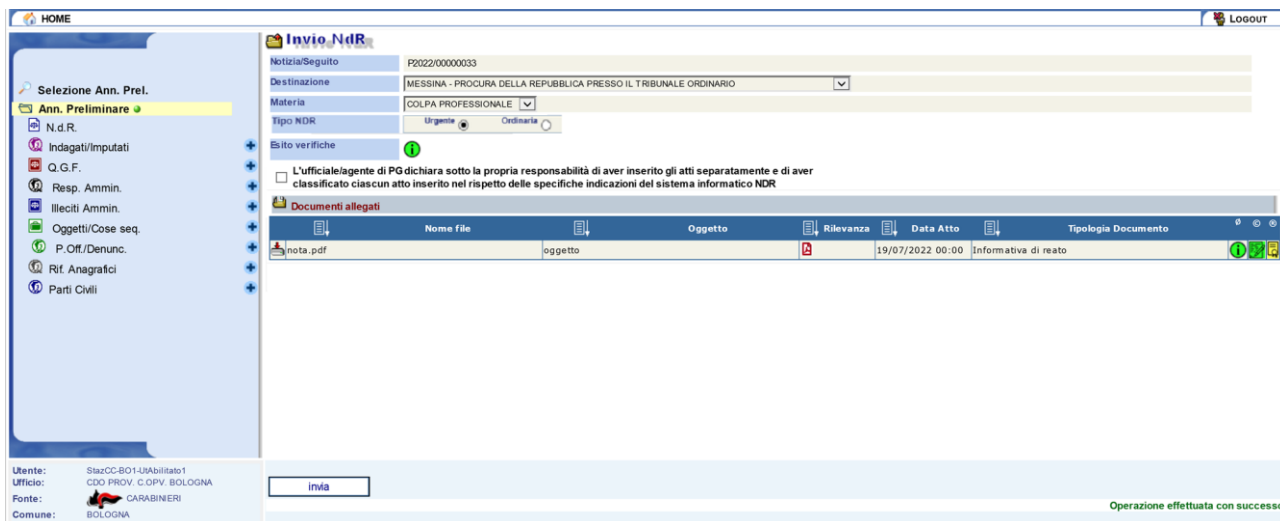 HOME
LOGOUT
Invio NdR
Notizia/Seguito P2022/00000033
Destinazione MESSINA - PROCURA DELLA REPUBBLICA PRESSO IL TRIBUNALE ORDINARIO
Materia COLPA PROFESSIONALE
Tipo NDR Urgente Ordinaria
Esito verifiche
L'ufficiale/agente di PG dichiara sotto la propria responsabilità di aver inserito gli atti separatamente e di aver
classificato ciascun atto inserito nel rispetto delle specifiche indicazioni del sistema informatico NDR
Documenti allegati
Nome file Oggetto Rilevanza Data Atto Tipologia Documento
nota.pdf oggetto 19/07/2022 00:00 Informativa di reato
Selezione Ann. Prel.
Ann. Preliminare
N.d.R.
Indagati/Imputati
Q.G.F.
Resp. Ammin.
Illeciti Ammin.
Oggetti/Cose seq.
P.Off./Denunc.
Rif. Anagrafici
Parti Civili
Utente: StazCC-BO1-UtAbilitato1
Ufficio: CDO PROV. C.OPV. BOLOGNA
Fonte: CARABINIERI
Comune: BOLOGNA
invia
Operazione effettuata con successo